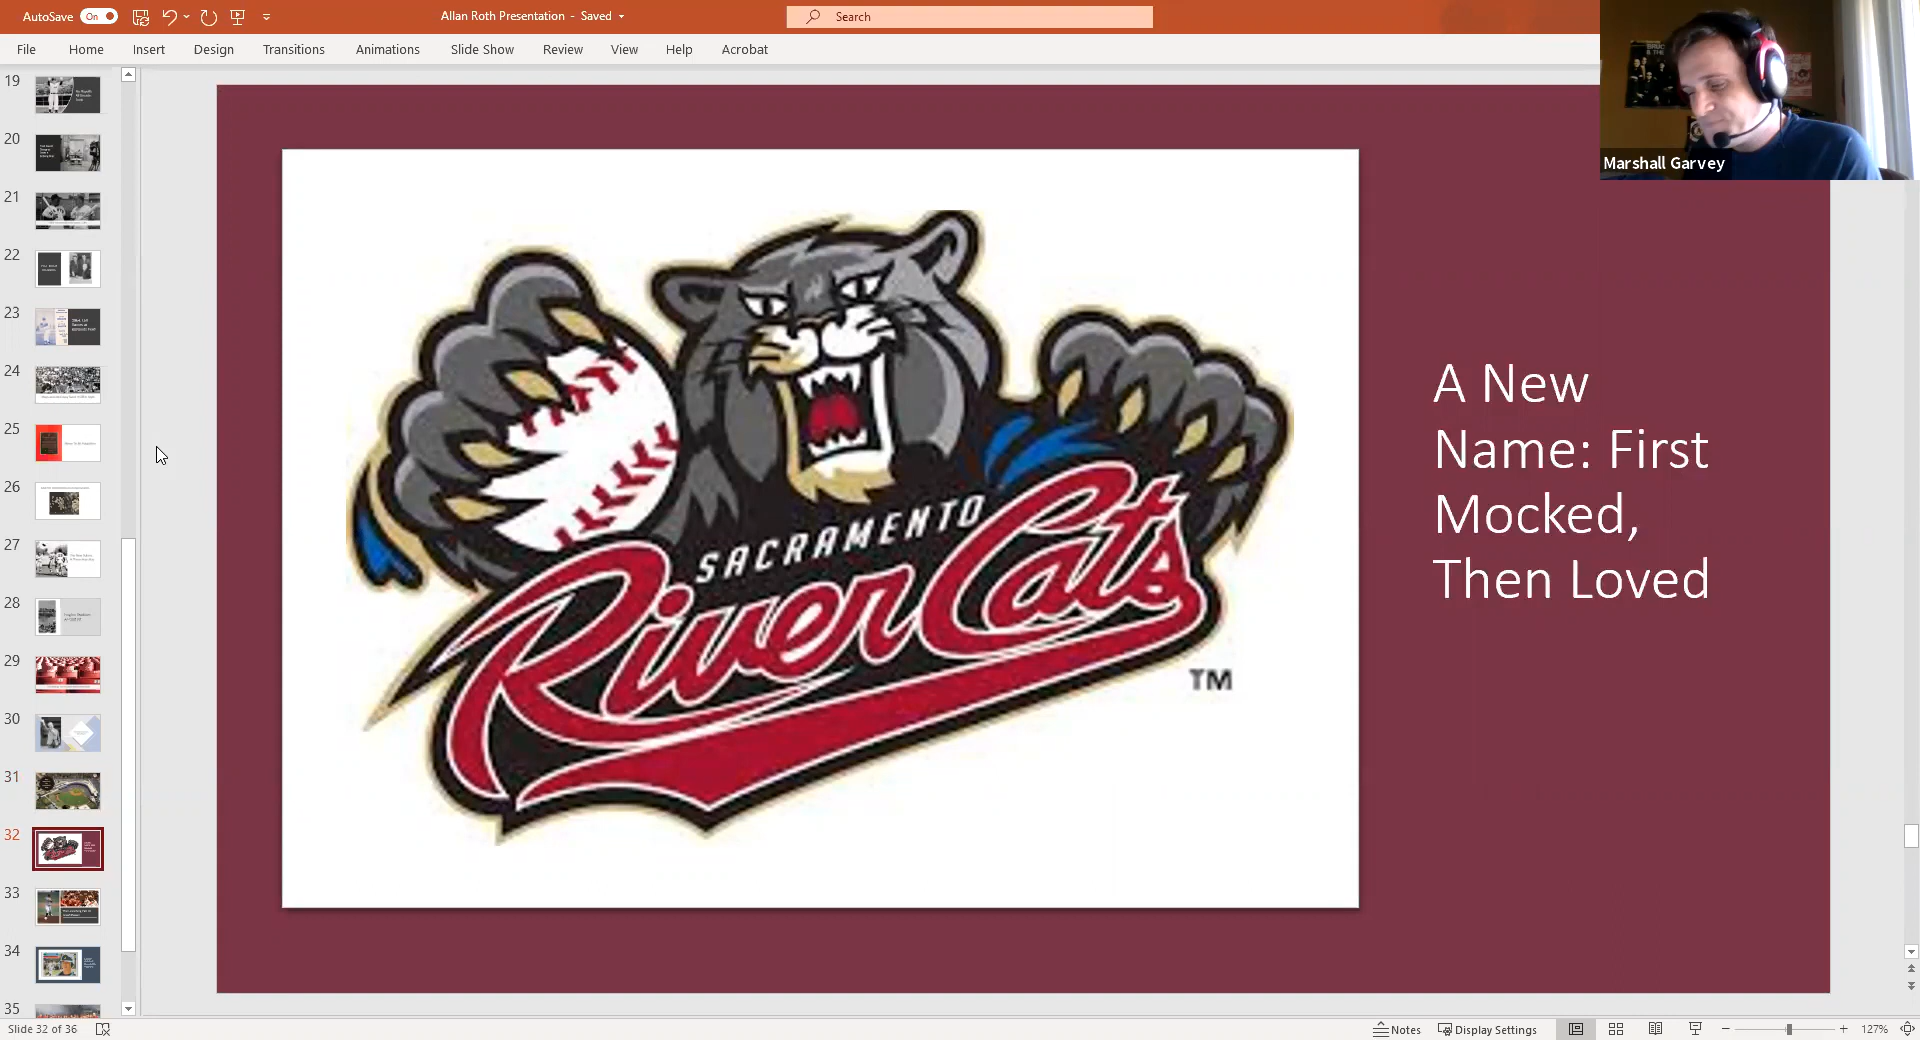 AutoSave On Allan Roth Presentation - Saved Search
File Home Insert Design Transitions Animations Slide Show Review View Help Acrobat
Marshall Garvey
19
20
21
22
23
24
25
26
27
28
29
30
31
32
33
34
35
SACRAMENTO
RiverCats
TM
A New
Name: First
Mocked,
Then Loved
Slide 32 of 36 Notes Display Settings 127%